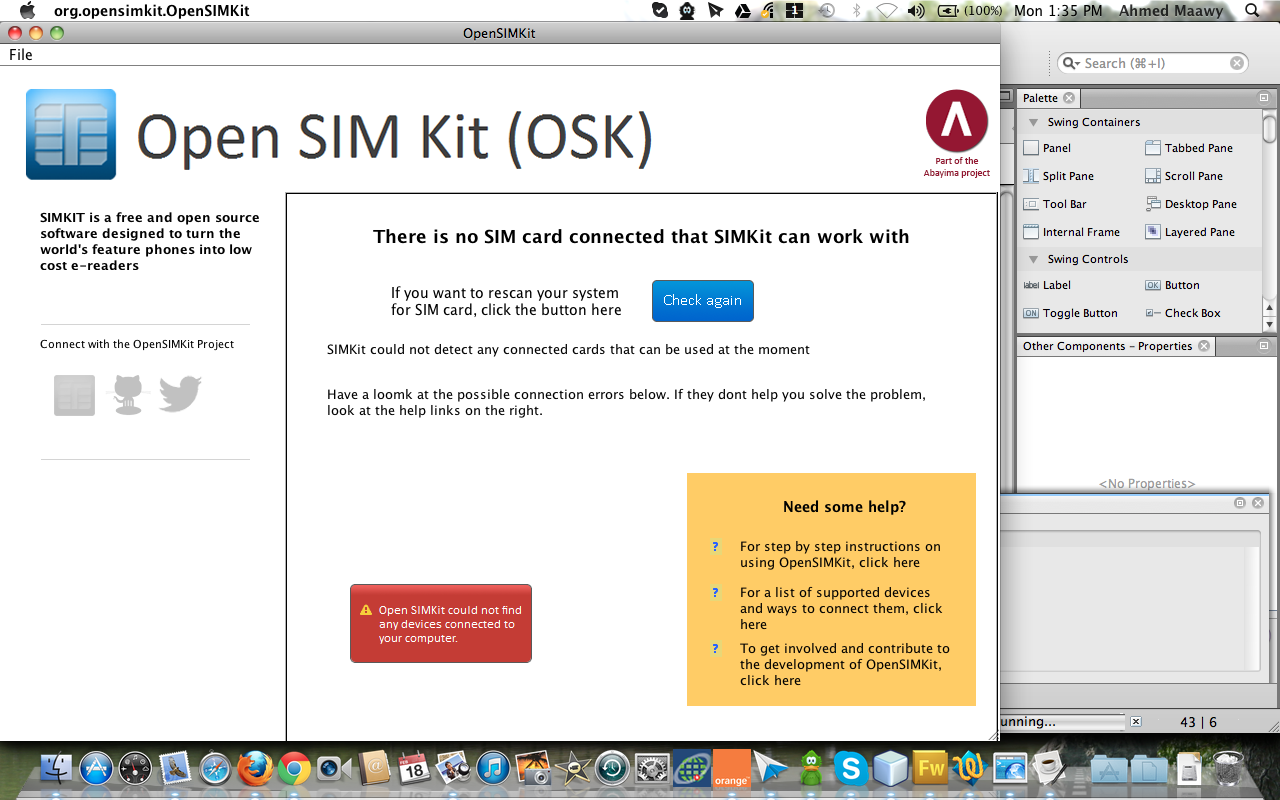 org.opensimkit.OpenSIMKit
(100%) Mon 1:35 PM Ahmed Maawy
OpenSIMKit
File
Search (⌘+I)
Open SIM Kit (OSK)
Part of the
Abayima project
SIMKIT is a free and open source
software designed to turn the
world's feature phones into low
cost e-readers
Connect with the OpenSIMKit Project
There is no SIM card connected that SIMKit can work with
If you want to rescan your system
for SIM card, click the button here
Check again
SIMKit could not detect any connected cards that can be used at the moment
Have a loomk at the possible connection errors below. If they dont help you solve the problem,
look at the help links on the right.
Open SIMKit could not find
any devices connected to
your computer.
Need some help?
? For step by step instructions on
using OpenSIMKit, click here
? For a list of supported devices
and ways to connect them, click
here
? To get involved and contribute to
the development of OpenSIMKit,
click here
Palette
Swing Containers
Panel Tabbed Pane
Split Pane Scroll Pane
Tool Bar Desktop Pane
Internal Frame Layered Pane
Swing Controls
label Label OK Button
ON Toggle Button Check Box
Other Components - Properties
<No Properties>
unning...
43 | 6
FEB
18
orange
Fw